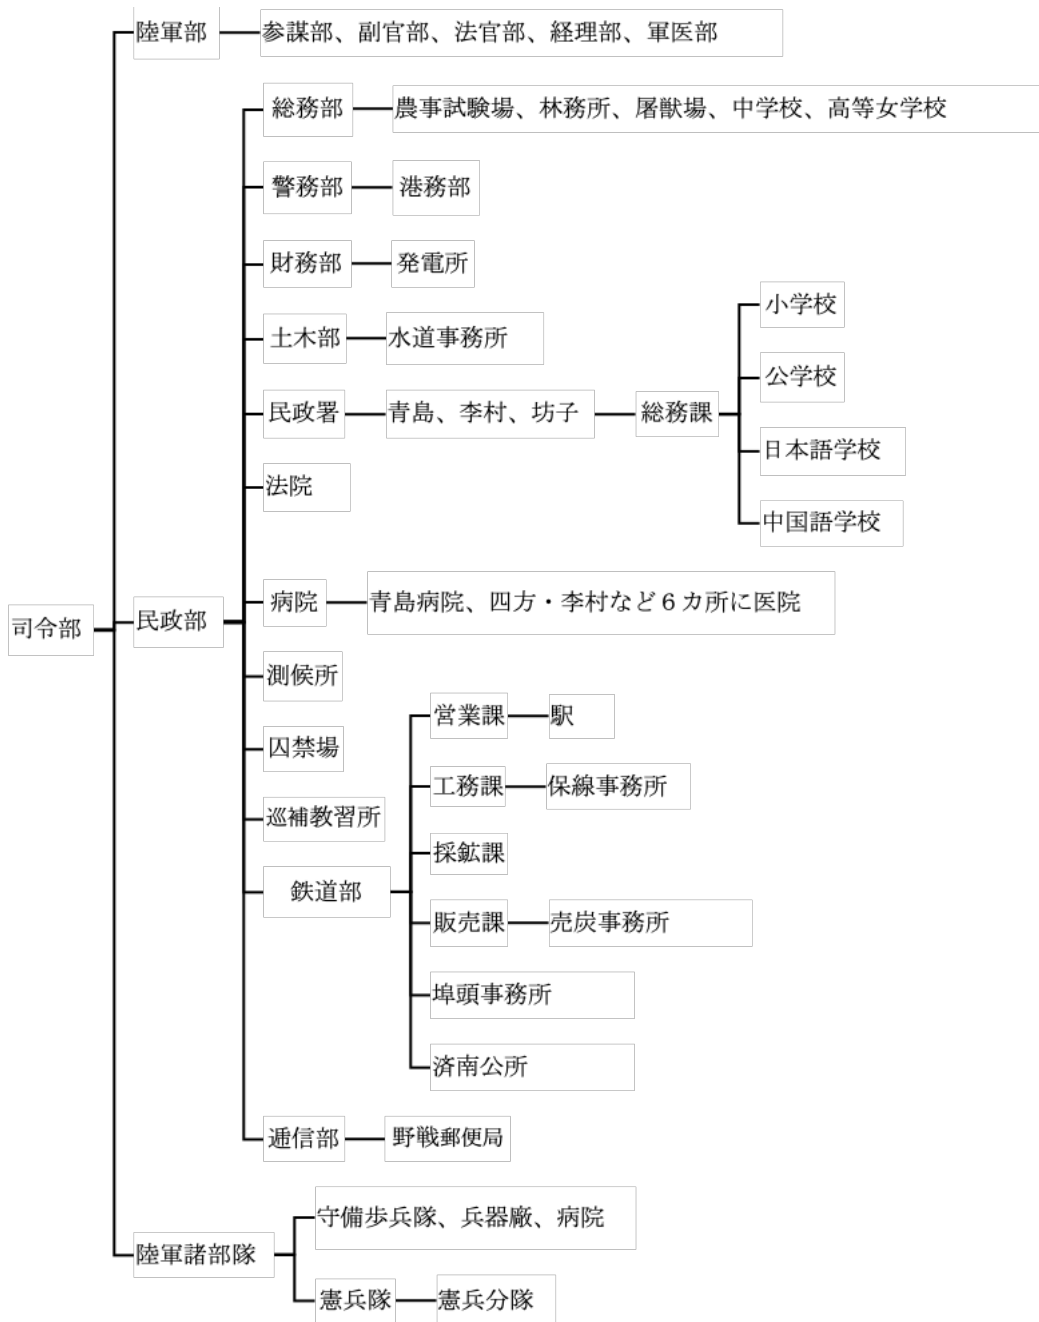 陸軍部
参謀部、副官部、法官部、経理部、軍医部
総務部
農事試験場、林務所、屠獣場、中学校、高等女学校
警務部
港務部
財務部
発電所
土木部
水道事務所
民政署
青島、李村、坊子
総務課
小学校
公学校
日本語学校
中国語学校
法院
司令部
民政部
病院
青島病院、四方・李村など６カ所に医院
測候所
囚禁場
巡補教習所
鉄道部
営業課
駅
工務課
保線事務所
採鉱課
販売課
売炭事務所
埠頭事務所
済南公所
逓信部
野戦郵便局
陸軍諸部隊
守備歩兵隊、兵器廠、病院
憲兵隊
憲兵分隊